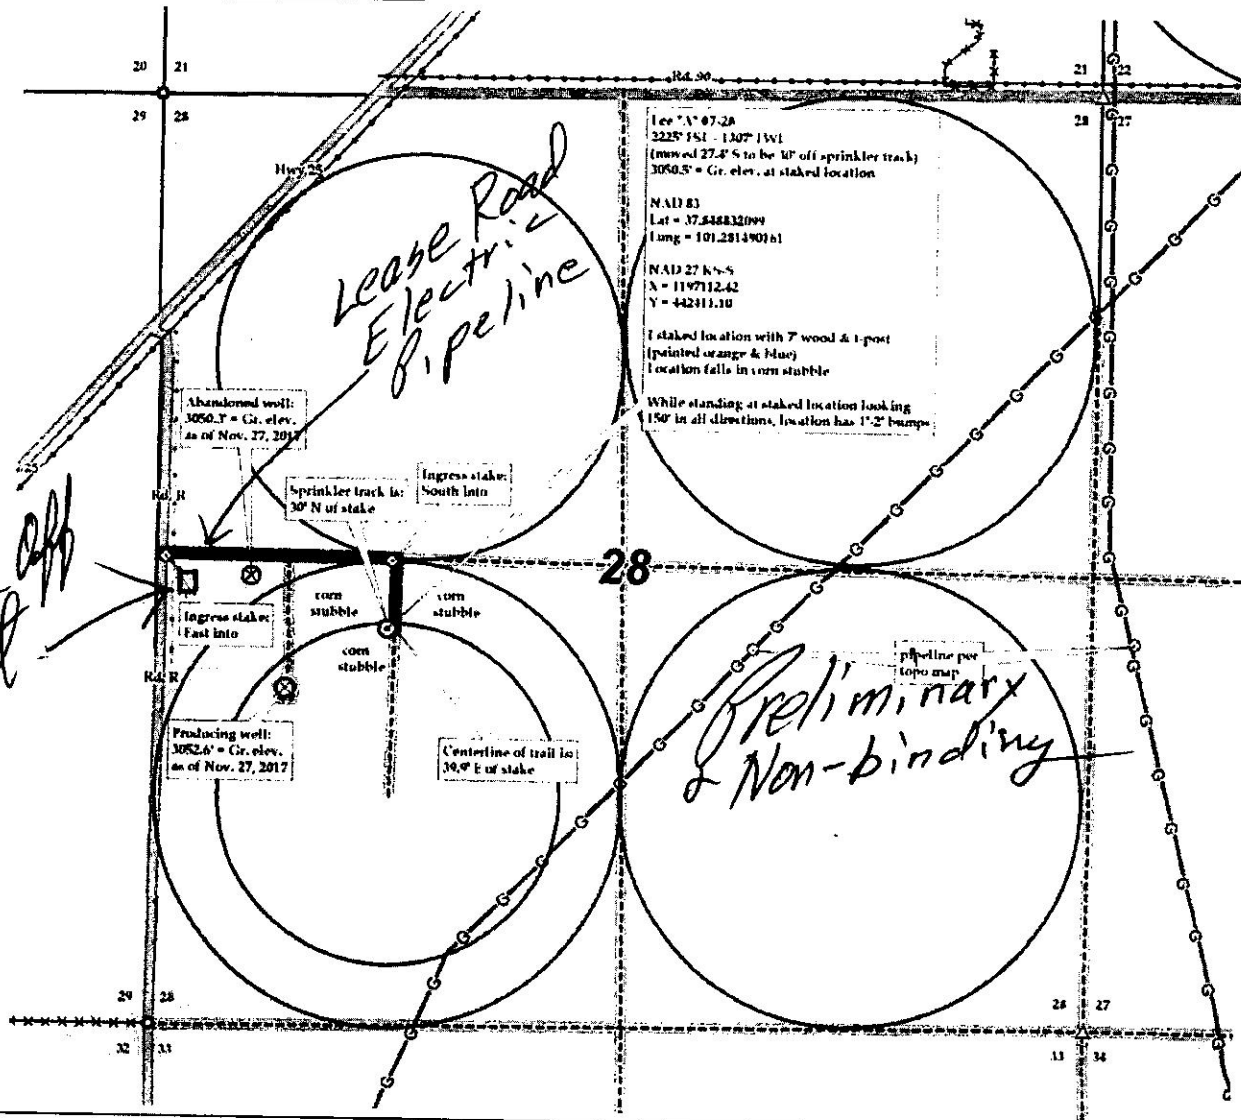 20 21
29 28
Rd. 90
21 22
28 27
Hwy 25
Lee "A" 07-28
2225' FSL - 1307' FWL
(moved 27.4' S to be 30' off sprinkler track)
3050.5' = Gr. elev. at staked location
NAD 83
Lat = 37.848832099
Long = 101.281490161
NAD 27 KS-S
X = 1197112.42
Y = 442411.10
I staked location with 7' wood & t-post
(painted orange & blue)
Location falls in corn stubble
While standing at staked location looking
150' in all directions, location has 1'-2' bumps
Lease Road
Electric
Pipeline
Abandoned well:
3050.3' = Gr. elev.
as of Nov. 27, 2017
Rd. R
Sprinkler track is:
30' N of stake
Ingress stake:
South into
28
Ingress stake:
East into
corn
stubble
corn
stubble
corn
stubble
Rd. R
Producing well:
3052.6' = Gr. elev.
as of Nov. 27, 2017
Centerline of trail is:
39.9' E of stake
pipeline per
topo map
Preliminary
& Non-binding
29 28
32 33
28 27
33 34